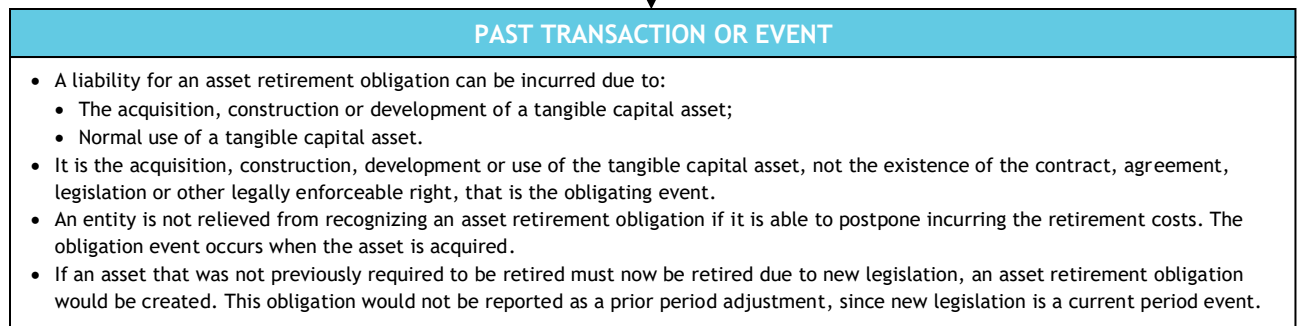 PAST TRANSACTION OR EVENT
• A liability for an asset retirement obligation can be incurred due to:
• The acquisition, construction or development of a tangible capital asset;
• Normal use of a tangible capital asset.
• It is the acquisition, construction, development or use of the tangible capital asset, not the existence of the contract, agreement,
legislation or other legally enforceable right, that is the obligating event.
• An entity is not relieved from recognizing an asset retirement obligation if it is able to postpone incurring the retirement costs. The
obligation event occurs when the asset is acquired.
• If an asset that was not previously required to be retired must now be retired due to new legislation, an asset retirement obligation
would be created. This obligation would not be reported as a prior period adjustment, since new legislation is a current period event.